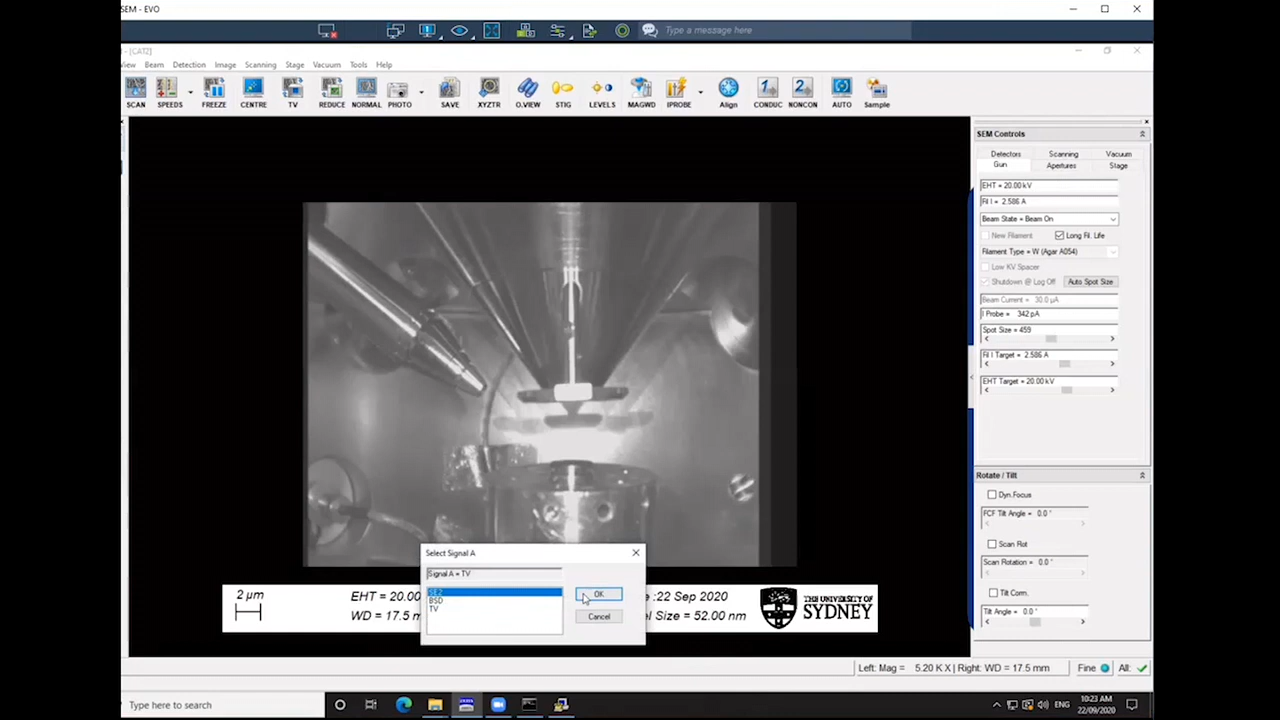 SEM - EVO
Type a message here
- [CAT2]
View Beam Detection Image Scanning Stage Vacuum Tools Help
SCAN SPEEDS FREEZE CENTRE TV REDUCE NORMAL PHOTO SAVE XYZTR O.VIEW STIG LEVELS MAGWD IPROBE Align CONDUC NONCON AUTO Sample
SEM Controls
Detectors Scanning Vacuum
Gun Apertures Stage
EHT = 20.00 kV
Fil I = 2.586 A
Beam State = Beam On
New Filament Long Fil. Life
Filament Type = W (Agar A054)
Low KV Spacer
Shutdown @ Log Off Auto Spot Size
Beam Current = 30.0 µA
I Probe = 342 pA
Spot Size = 459
Fil I Target = 2.586 A
EHT Target = 20.00 kV
Rotate / Tilt
Dyn.Focus
FCF Tilt Angle = 0.0 °
Scan Rot
Scan Rotation = 0.0 °
Tilt Corr.
Tilt Angle = 0.0 °
Select Signal A
Signal A = TV
BSD
TV
OK
Cancel
2 µm
EHT = 20.00
WD = 17.5 m
:22 Sep 2020
el Size = 52.00 nm
THE UNIVERSITY OF
SYDNEY
Left: Mag = 5.20 K X Right: WD = 17.5 mm Fine All:
Type here to search
ENG
10:23 AM
22/09/2020